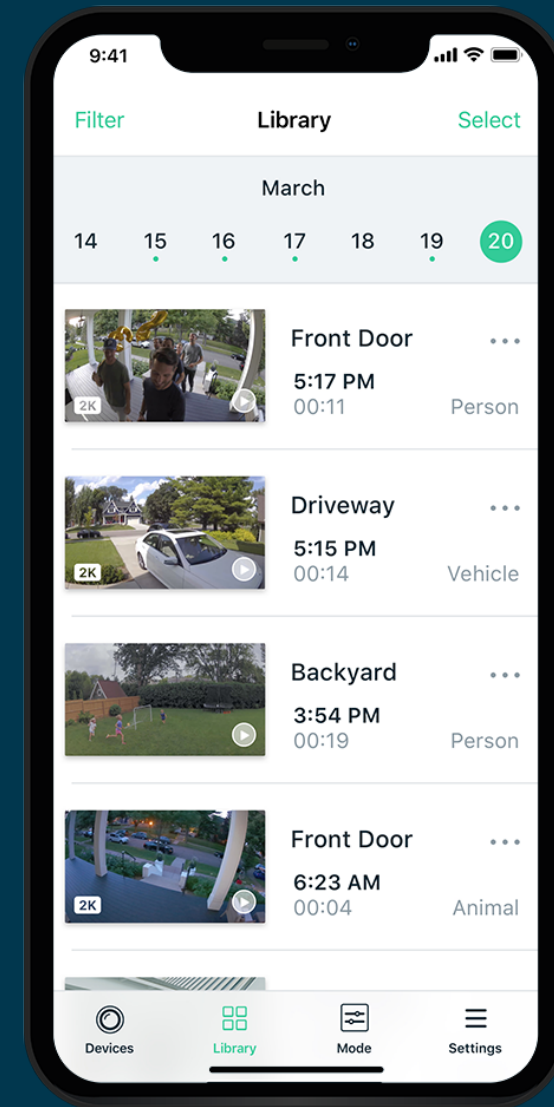 9:41
Filter Library Select
March
14 15 16 17 18 19 20
Front Door
5:17 PM
2K 00:11 Person
Driveway
5:15 PM
2K 00:14 Vehicle
Backyard
3:54 PM
00:19 Person
Front Door
6:23 AM
2K 00:04 Animal
Devices Library Mode Settings